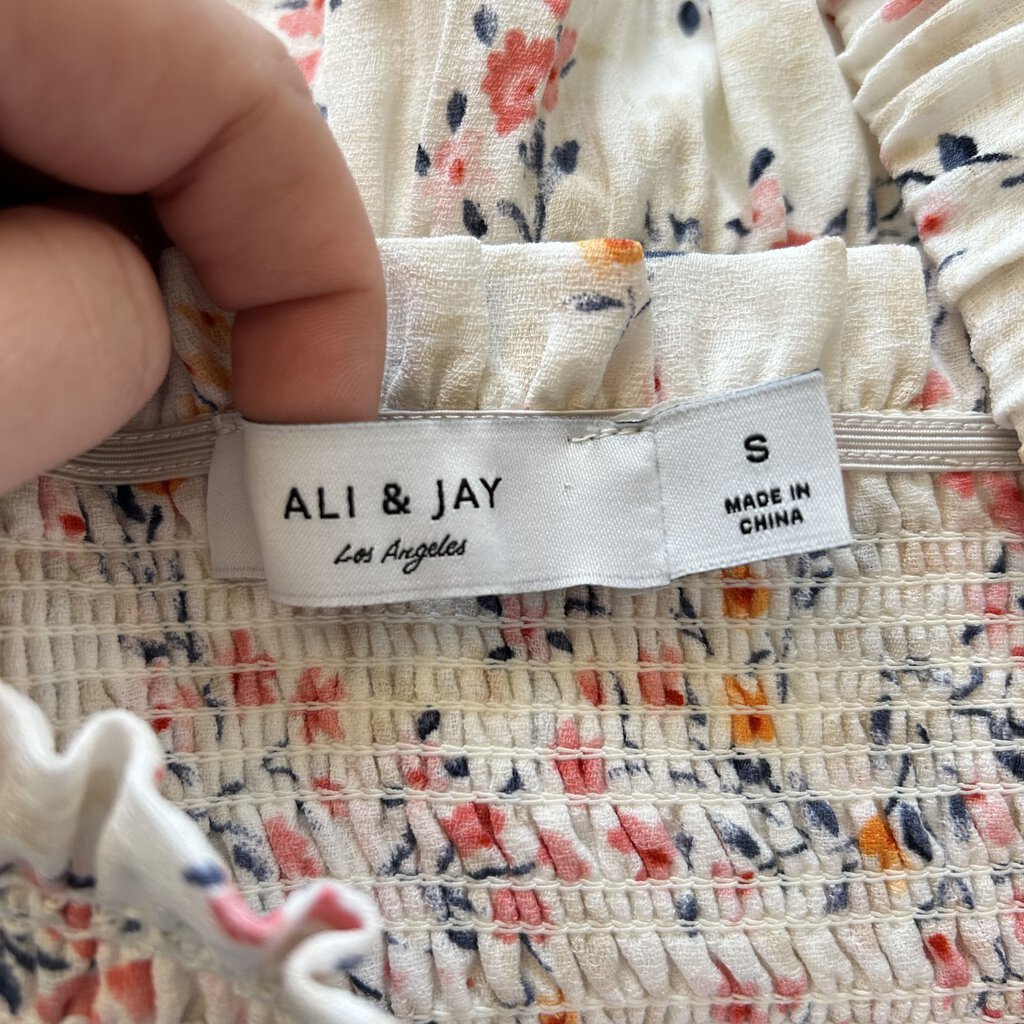 ALI & JAY
Los Angeles
S
MADE IN
CHINA